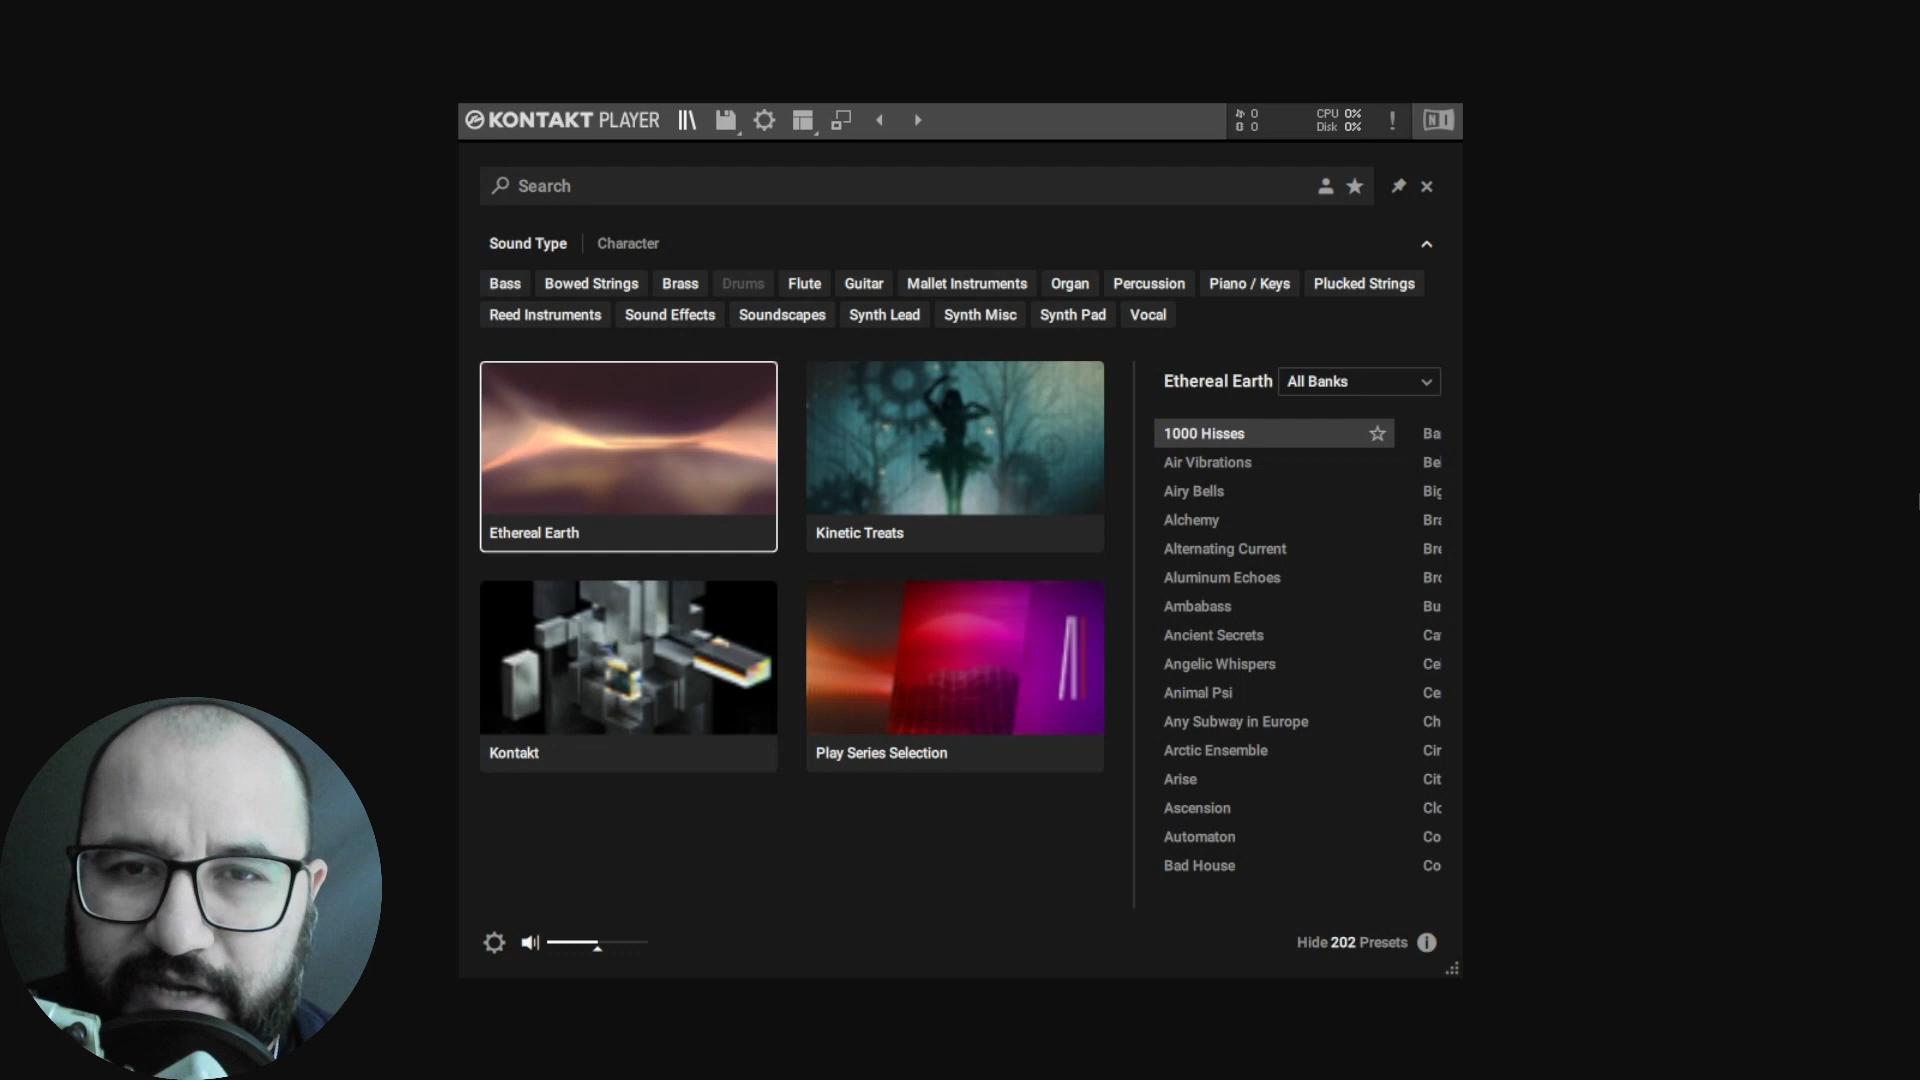 KONTAKT PLAYER
0
0
CPU 0%
Disk 0%
!
NI
Search
Sound Type
Character
Bass
Bowed Strings
Brass
Drums
Flute
Guitar
Mallet Instruments
Organ
Percussion
Piano / Keys
Plucked Strings
Reed Instruments
Sound Effects
Soundscapes
Synth Lead
Synth Misc
Synth Pad
Vocal
Ethereal Earth
Kinetic Treats
Kontakt
Play Series Selection
Ethereal Earth
All Banks
1000 Hisses
Air Vibrations
Airy Bells
Alchemy
Alternating Current
Aluminum Echoes
Ambabass
Ancient Secrets
Angelic Whispers
Animal Psi
Any Subway in Europe
Arctic Ensemble
Arise
Ascension
Automaton
Bad House
Hide 202 Presets